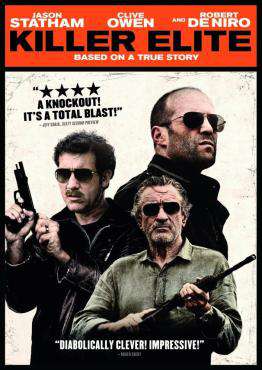 JASON STATHAM CLIVE OWEN AND ROBERT DE NIRO
KILLER ELITE
BASED ON A TRUE STORY
"★★★★
A KNOCKOUT!
IT'S A TOTAL BLAST!"
"DIABOLICALLY CLEVER! IMPRESSIVE!"